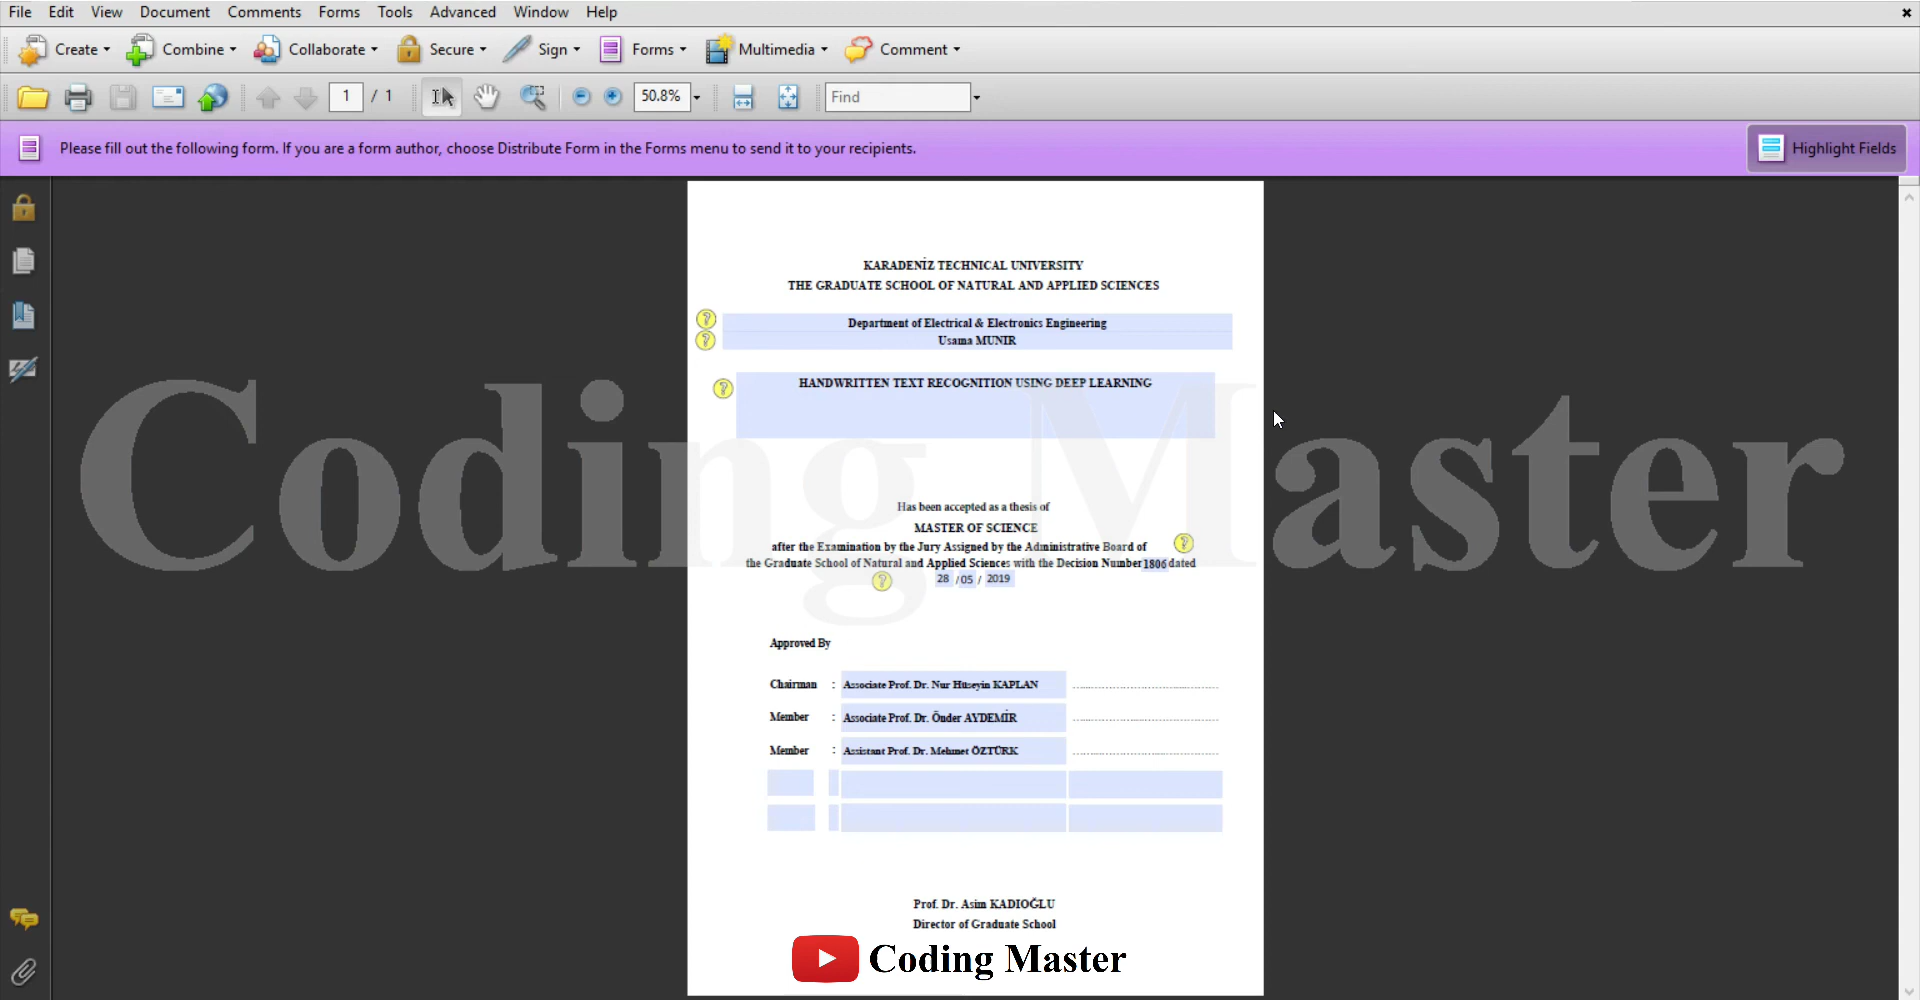 File Edit View Document Comments Forms Tools Advanced Window Help
Create Combine Collaborate Secure Sign Forms Multimedia Comment
1 / 1 50.8% Find
Please fill out the following form. If you are a form author, choose Distribute Form in the Forms menu to send it to your recipients. Highlight Fields
KARADENİZ TECHNICAL UNIVERSITY
THE GRADUATE SCHOOL OF NATURAL AND APPLIED SCIENCES
Department of Electrical & Electronics Engineering
Usama MUNIR
HANDWRITTEN TEXT RECOGNITION USING DEEP LEARNING
Coding Master
Has been accepted as a thesis of
MASTER OF SCIENCE
after the Examination by the Jury Assigned by the Administrative Board of
the Graduate School of Natural and Applied Sciences with the Decision Number 1806 dated
28 / 05 / 2019
Approved By
Chairman : Associate Prof. Dr. Nur Hüseyin KAPLAN
Member : Associate Prof. Dr. Önder AYDEMİR
Member : Assistant Prof. Dr. Mehmet ÖZTÜRK
Prof. Dr. Asim KADIOĞLU
Director of Graduate School
Coding Master